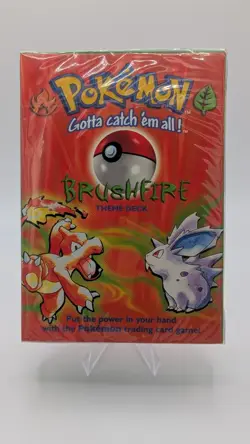 POKéMON
Gotta catch 'em all!™
BRUSHFIRE
THEME DECK
Put the power in your hand
with the Pokémon trading card game!